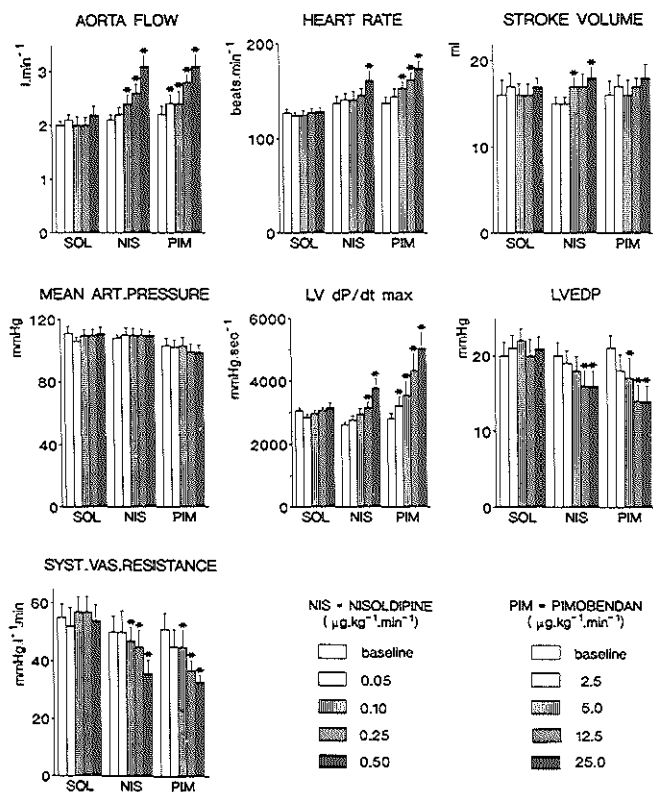 AORTA FLOW
l.min⁻¹
3
2
1
0
SOL NIS PIM
HEART RATE
beats.min⁻¹
200
100
0
SOL NIS PIM
STROKE VOLUME
ml
20
10
0
SOL NIS PIM
MEAN ART.PRESSURE
mmHg
120
80
40
0
SOL NIS PIM
LV dP/dt max
mmHg.sec⁻¹
6000
4000
2000
0
SOL NIS PIM
LVEDP
mmHg
20
10
0
SOL NIS PIM
SYST.VAS.RESISTANCE
mmHg.l⁻¹.min
60
40
20
0
SOL NIS PIM
NIS = NISOLDIPINE
( µg.kg⁻¹.min⁻¹)
baseline
0.05
0.10
0.25
0.50
PIM = PIMOBENDAN
( µg.kg⁻¹.min⁻¹)
baseline
2.5
5.0
12.5
25.0